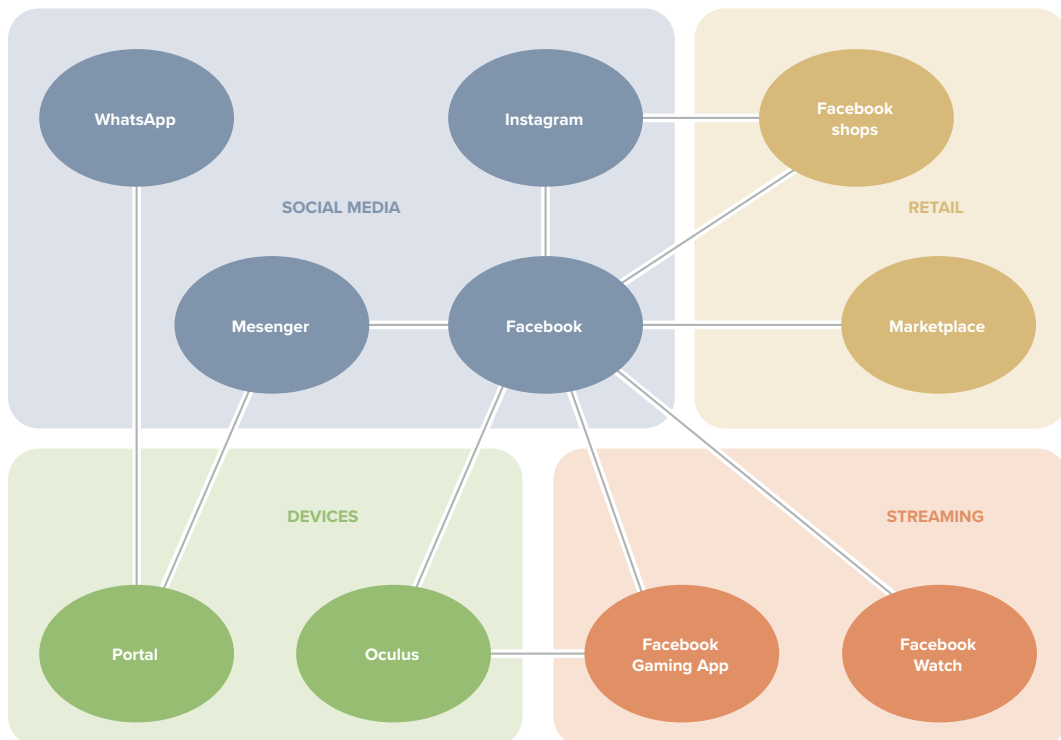 WhatsApp
Instagram
Facebook
shops
SOCIAL MEDIA
RETAIL
Mesenger
Facebook
Marketplace
DEVICES
STREAMING
Portal
Oculus
Facebook
Gaming App
Facebook
Watch